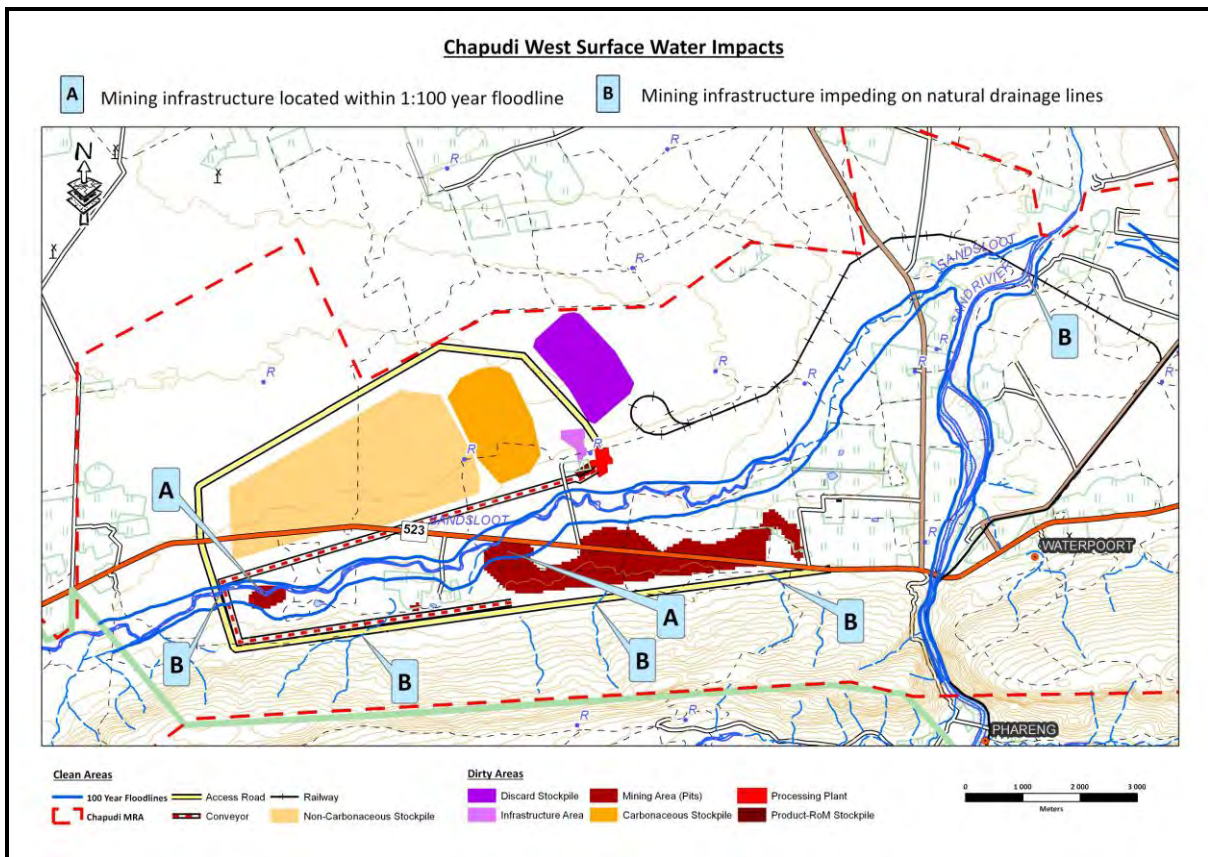 Chapudi West Surface Water Impacts
A Mining infrastructure located within 1:100 year floodline
B Mining infrastructure impeding on natural drainage lines
N
R
R
R
SANDSLOOT
SANDRIVIER
B
R
R
R
R
R
R
R
A
R
R
523
SANDSLOOT
R
WATERPOORT
A
B
B
B
B
R
R
PHARENG
Clean Areas
100 Year Floodlines
Access Road
Railway
Chapudi MRA
Conveyor
Non-Carbonaceous Stockpile
Dirty Areas
Discard Stockpile
Mining Area (Pits)
Processing Plant
Infrastructure Area
Carbonaceous Stockpile
Product-RoM Stockpile
0 1 000 2 000 3 000
Meters